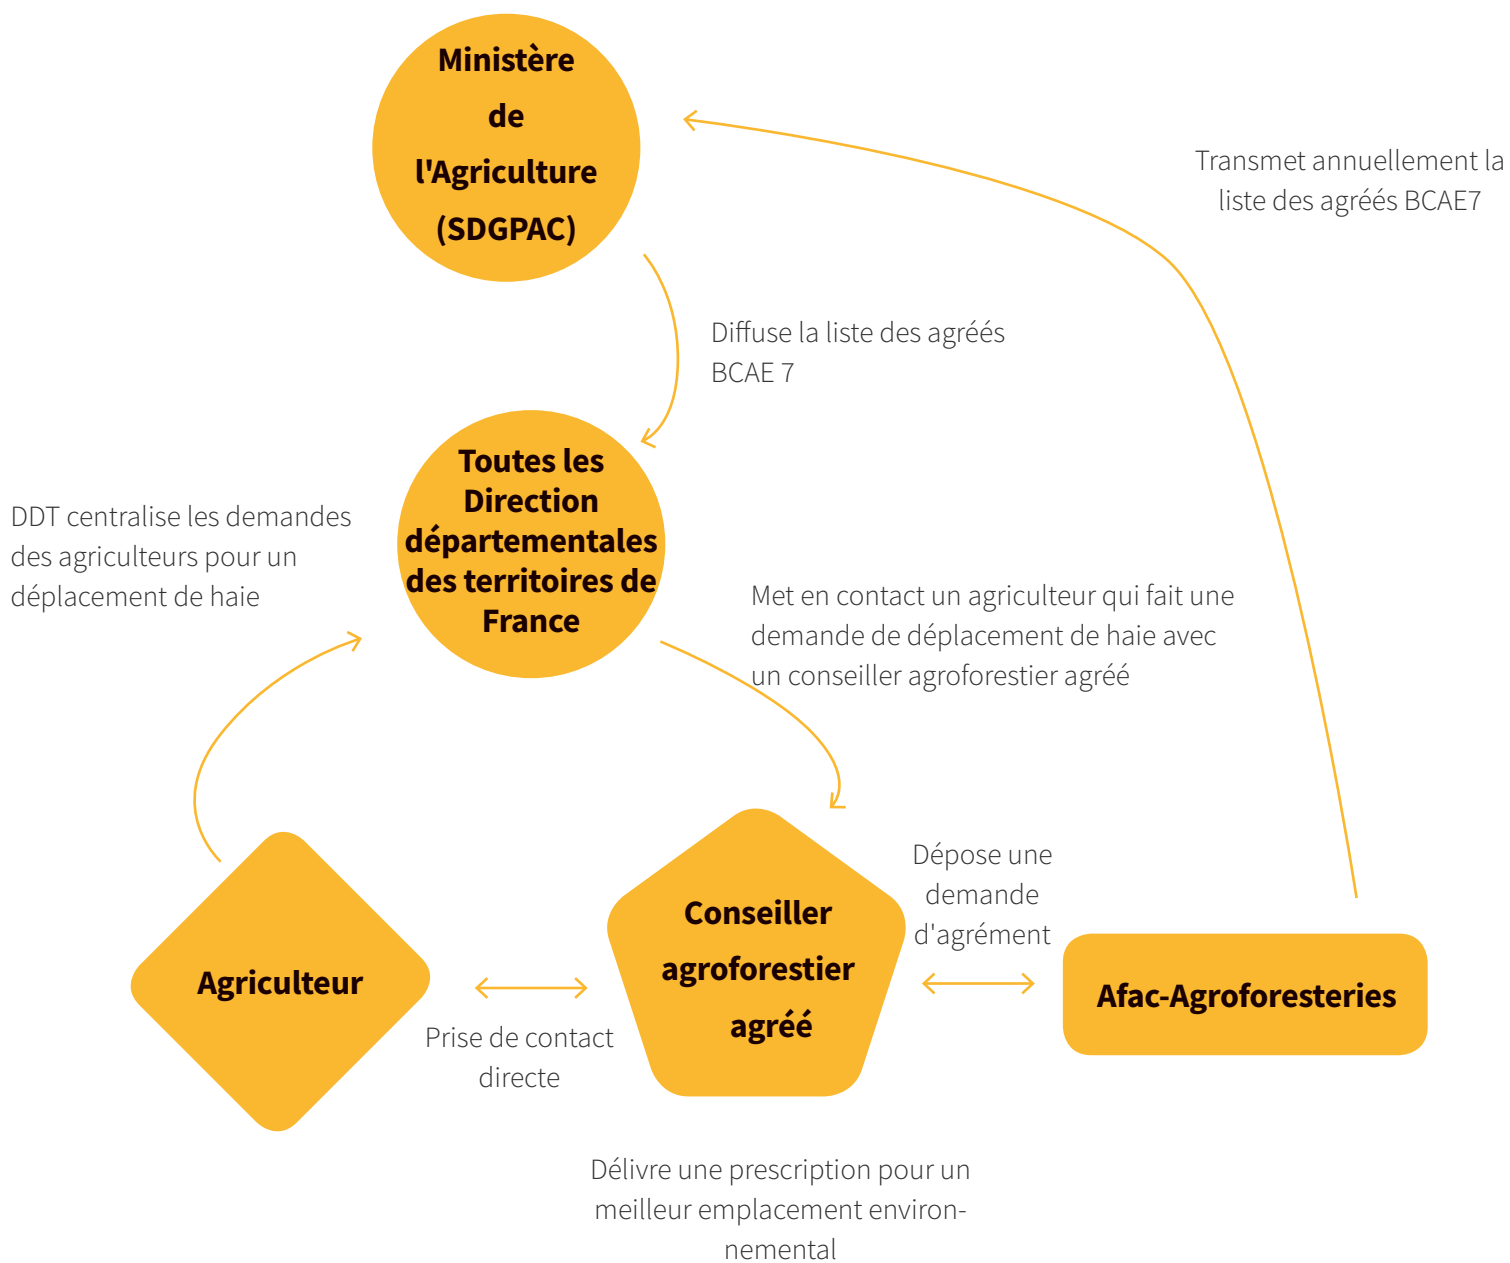 Ministère
de
l'Agriculture
(SDGPAC)
Transmet annuellement la
liste des agréés BCAE7
Diffuse la liste des agréés
BCAE 7
Toutes les
Direction
départementales
des territoires de
France
DDT centralise les demandes
des agriculteurs pour un
déplacement de haie
Met en contact un agriculteur qui fait une
demande de déplacement de haie avec
un conseiller agroforestier agréé
Agriculteur
Prise de contact
directe
Conseiller
agroforestier
agréé
Dépose une
demande
d'agrément
Afac-Agroforesteries
Délivre une prescription pour un
meilleur emplacement environ-
nemental